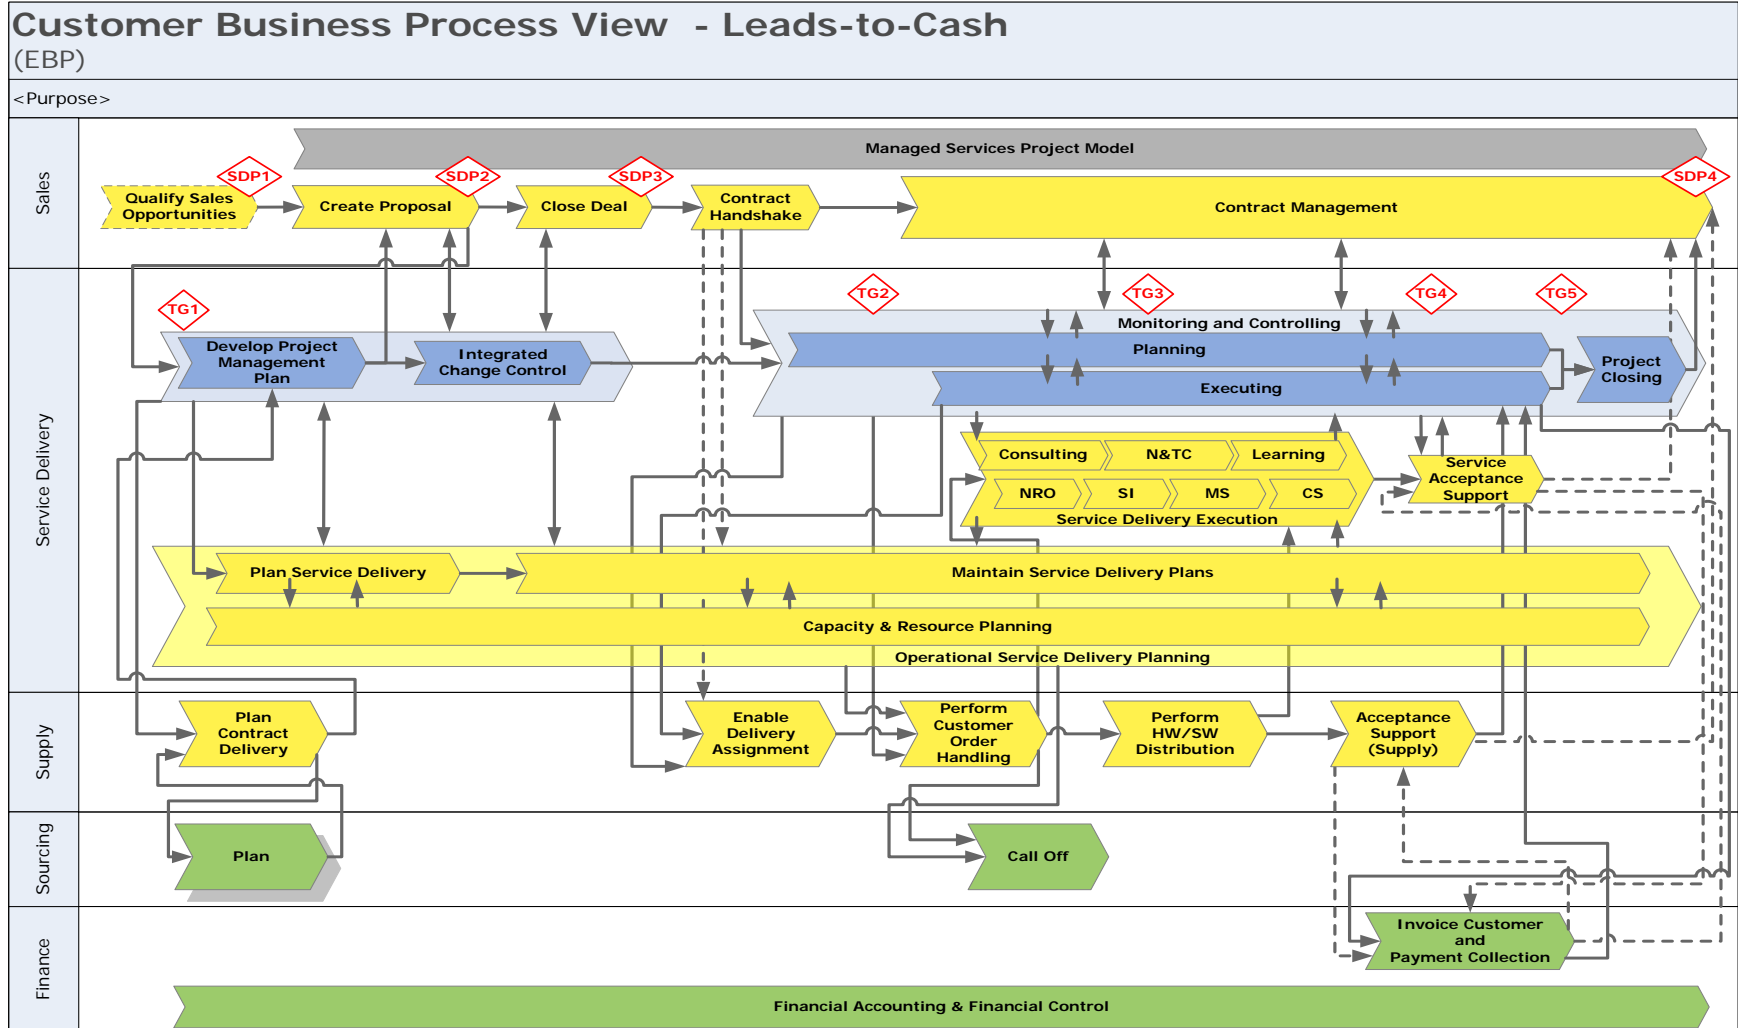 Customer Business Process View - Leads-to-Cash
(EBP)
<Purpose>
Sales
Managed Services Project Model
SDP1
SDP2
SDP3
SDP4
Qualify Sales
Opportunities
Create Proposal
Close Deal
Contract
Handshake
Contract Management
Service Delivery
TG1
TG2
TG3
TG4
TG5
Develop Project
Management
Plan
Integrated
Change Control
Monitoring and Controlling
Planning
Executing
Project
Closing
Consulting
N&TC
Learning
NRO
SI
MS
CS
Service Delivery Execution
Service
Acceptance
Support
Plan Service Delivery
Maintain Service Delivery Plans
Capacity & Resource Planning
Operational Service Delivery Planning
Supply
Plan
Contract
Delivery
Enable
Delivery
Assignment
Perform
Customer
Order
Handling
Perform
HW/SW
Distribution
Acceptance
Support
(Supply)
Sourcing
Plan
Call Off
Finance
Invoice Customer
and
Payment Collection
Financial Accounting & Financial Control